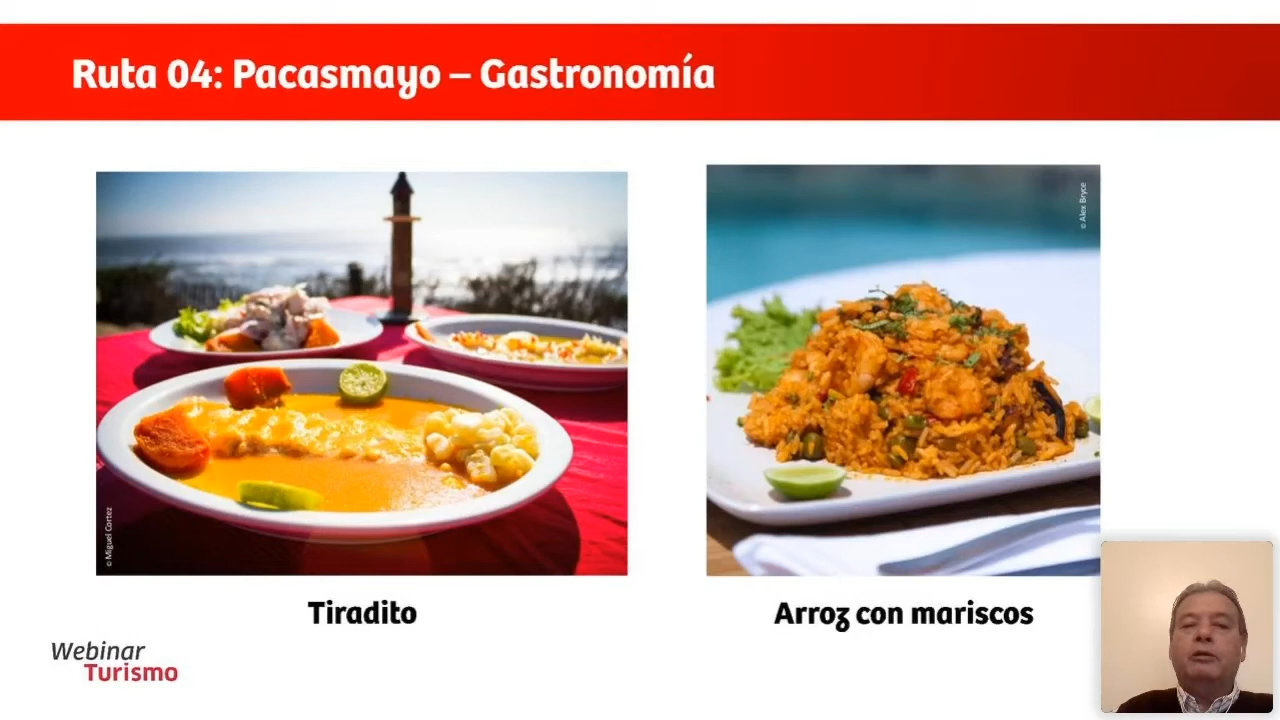 Ruta 04: Pacasmayo – Gastronomía
© Miguel Cortez
© Alex Bryce
Tiradito
Arroz con mariscos
Webinar
Turismo